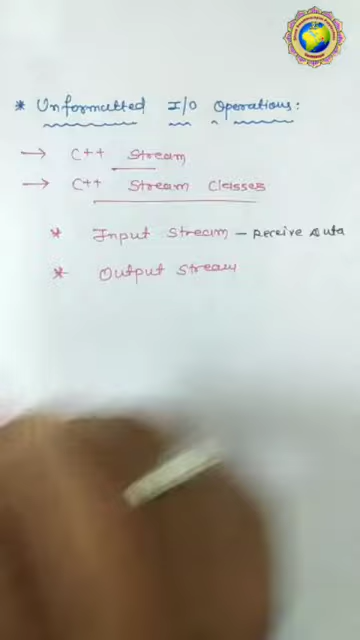 * Unformatted I/O Operations:
→ C++ Stream
→ C++ Stream Classes
* Input Stream — Receive data
* Output Stream